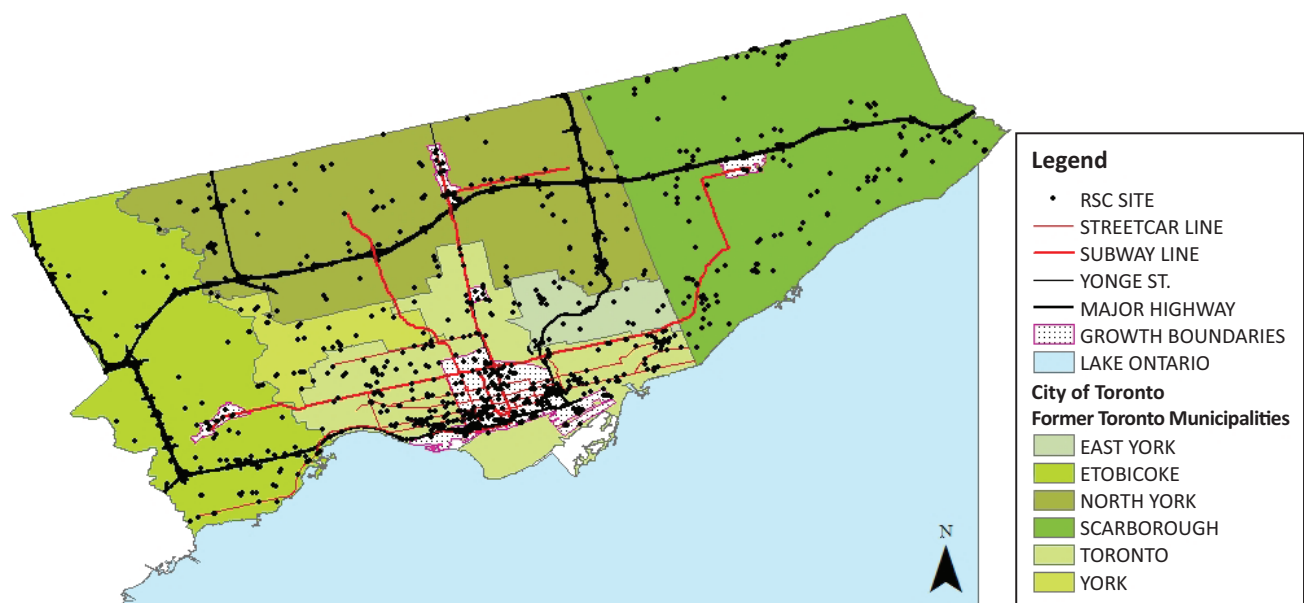 Legend
RSC SITE
STREETCAR LINE
SUBWAY LINE
YONGE ST.
MAJOR HIGHWAY
GROWTH BOUNDARIES
LAKE ONTARIO
City of Toronto
Former Toronto Municipalities
EAST YORK
ETOBICOKE
NORTH YORK
SCARBOROUGH
TORONTO
YORK
N